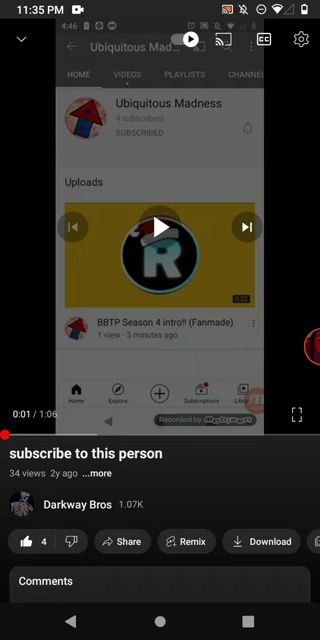 11:35 PM
4:46
Ubiquitous Mad...
HOME VIDEOS PLAYLISTS CHANNEL
Ubiquitous Madness
4 subscribers
SUBSCRIBED
Uploads
R
0:22
BBTP Season 4 intro!! (Fanmade)
1 view · 3 minutes ago
Home Explore Subscriptions
Recorded by
0:01 / 1:06
subscribe to this person
34 views 2y ago ...more
Darkway Bros 1.07K
4 Share Remix Download
Comments